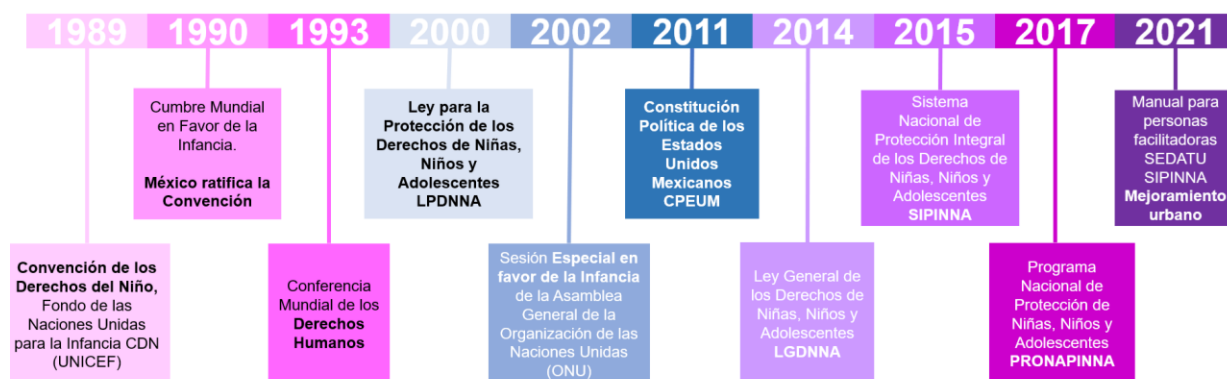 1989 1990 1993 2000 2002 2011 2014 2015 2017 2021
Cumbre Mundial
en Favor de la
Infancia.
México ratifica la
Convención
Ley para la
Protección de los
Derechos de Niñas,
Niños y
Adolescentes
LPDNNA
Constitución
Política de los
Estados
Unidos
Mexicanos
CPEUM
Sistema
Nacional de
Protección Integral
de los Derechos de
Niñas, Niños y
Adolescentes
SIPINNA
Manual para
personas
facilitadoras
SEDATU
SIPINNA
Mejoramiento
urbano
Convención de los
Derechos del Niño,
Fondo de las
Naciones Unidas
para la Infancia CDN
(UNICEF)
Conferencia
Mundial de los
Derechos
Humanos
Sesión Especial en
favor de la Infancia
de la Asamblea
General de la
Organización de las
Naciones Unidas
(ONU)
Ley General de
los Derechos de
Niñas, Niños y
Adolescentes
LGDNNA
Programa
Nacional de
Protección de
Niñas, Niños y
Adolescentes
PRONAPINNA